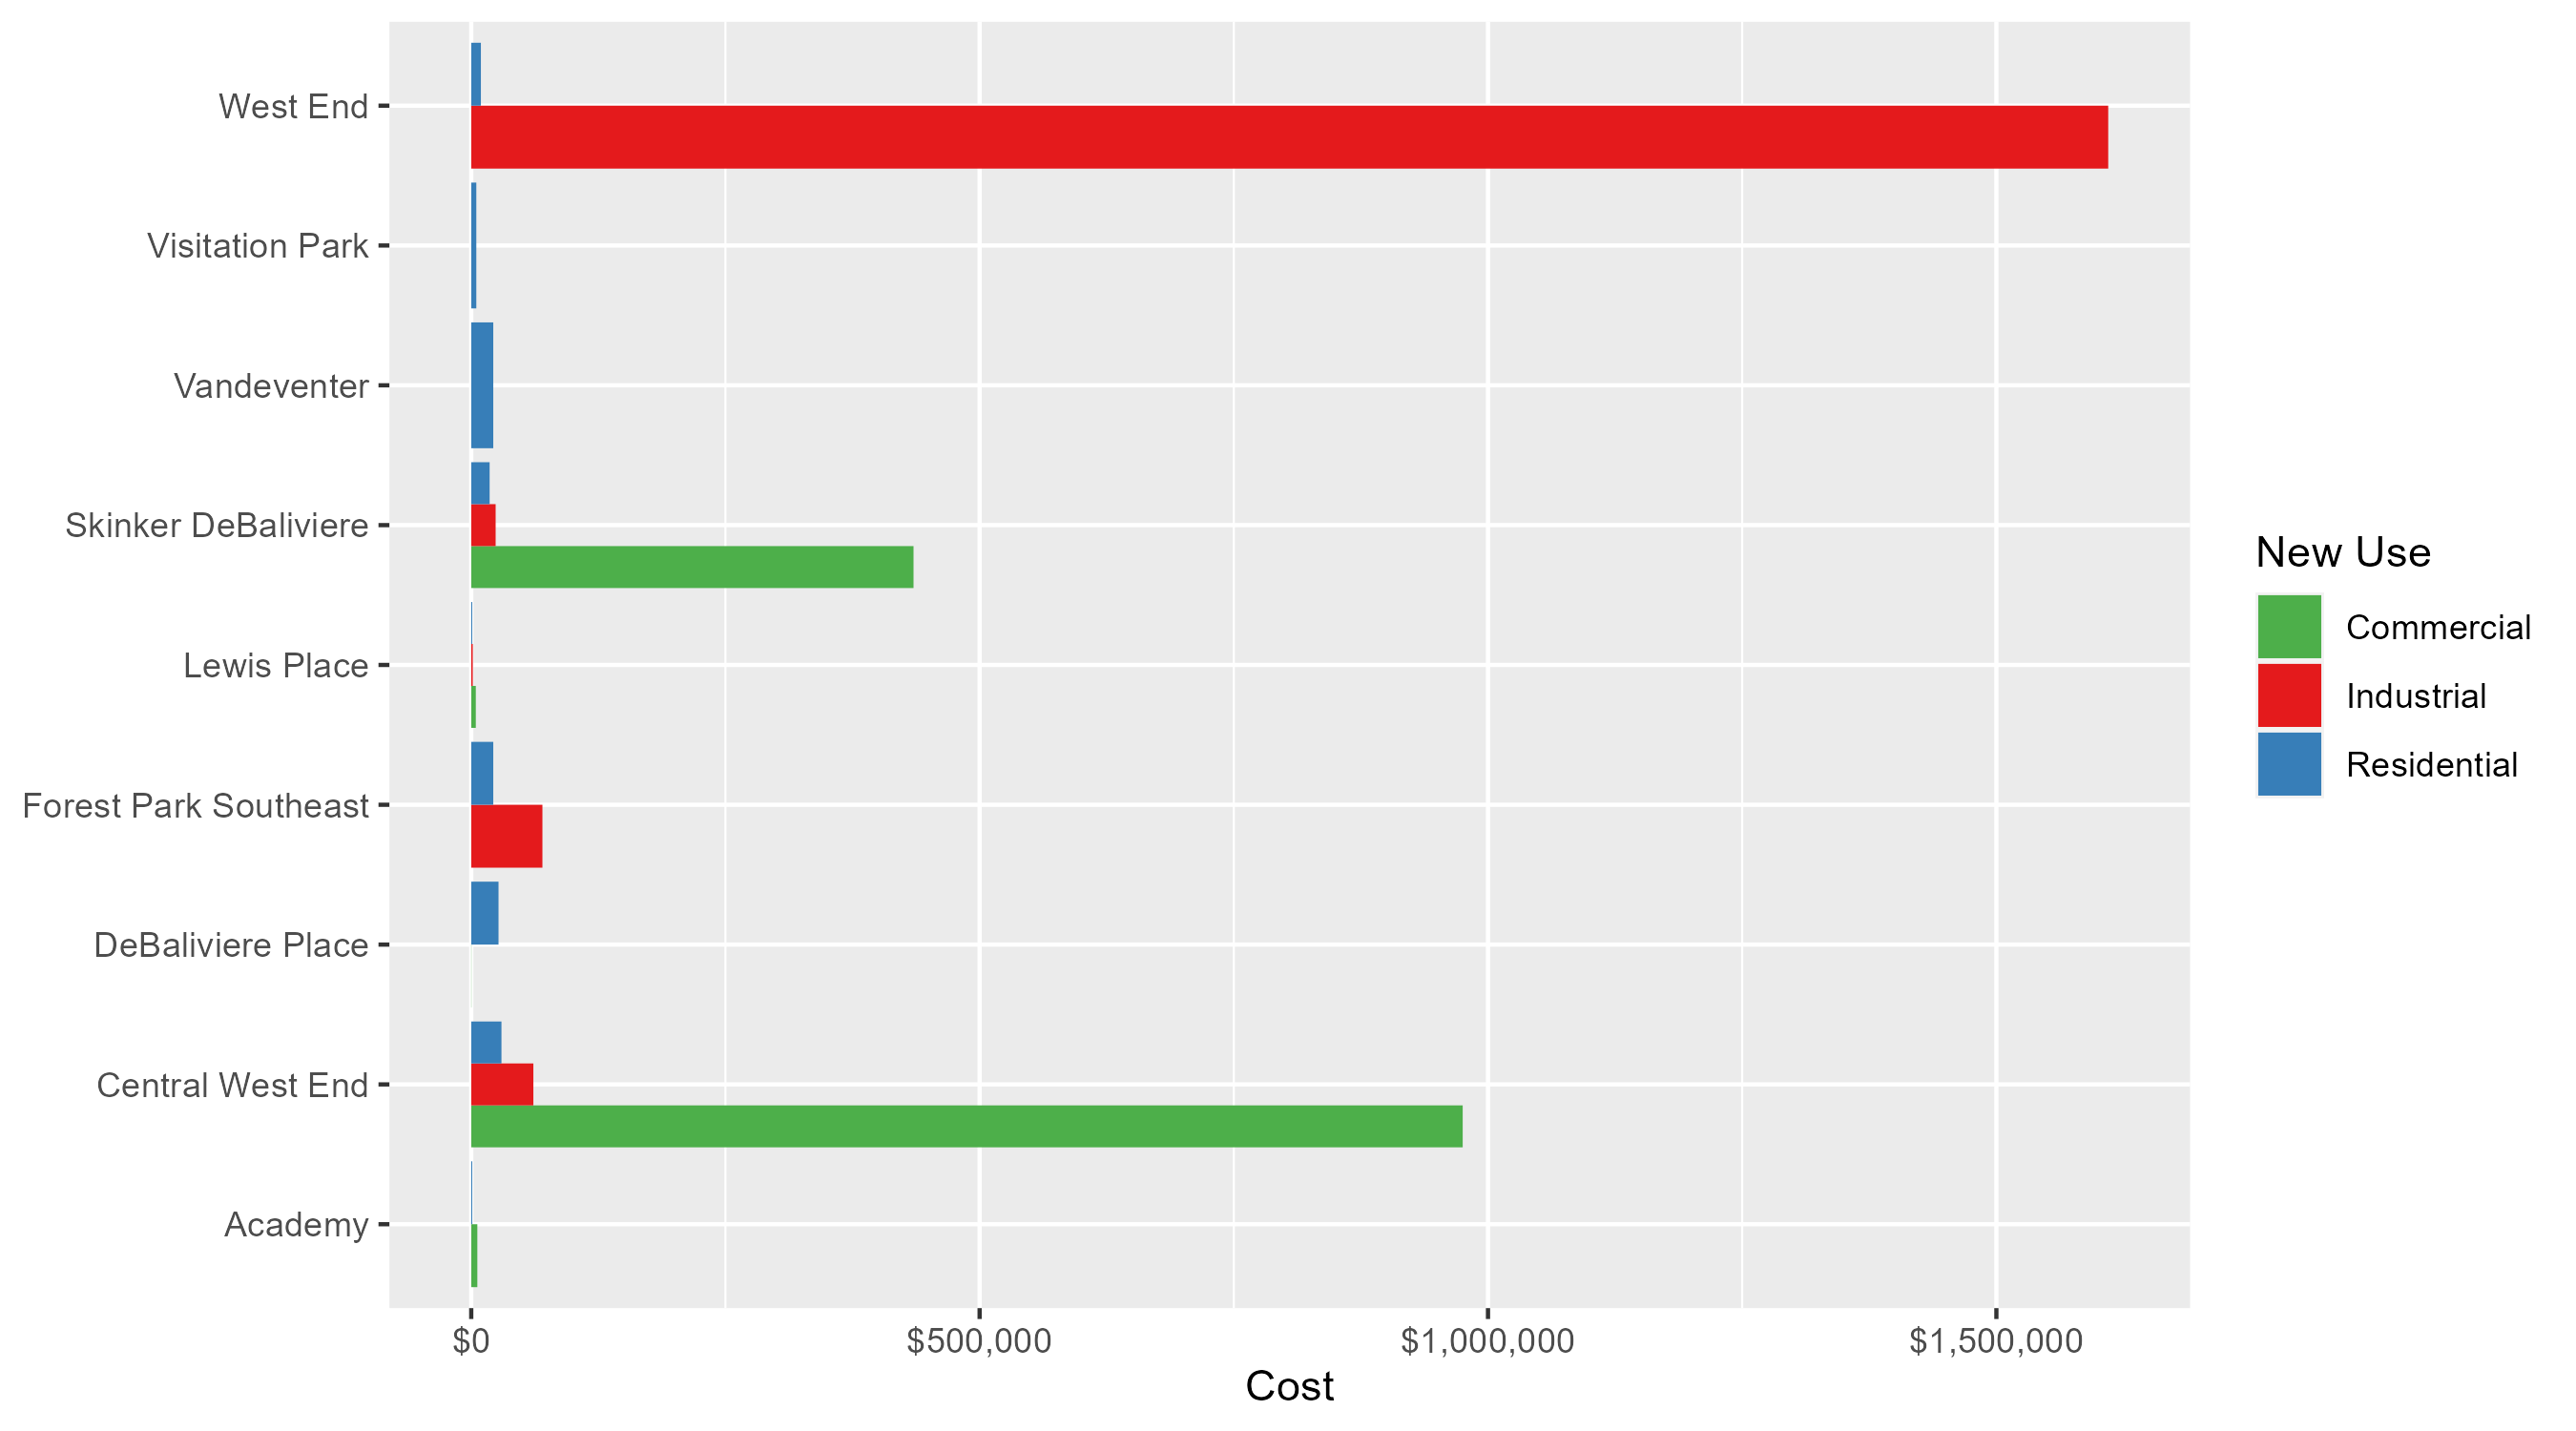 West End
Visitation Park
Vandeventer
Skinker DeBaliviere
Lewis Place
Forest Park Southeast
DeBaliviere Place
Central West End
Academy
$0 $500,000 $1,000,000 $1,500,000
Cost
New Use
Commercial
Industrial
Residential